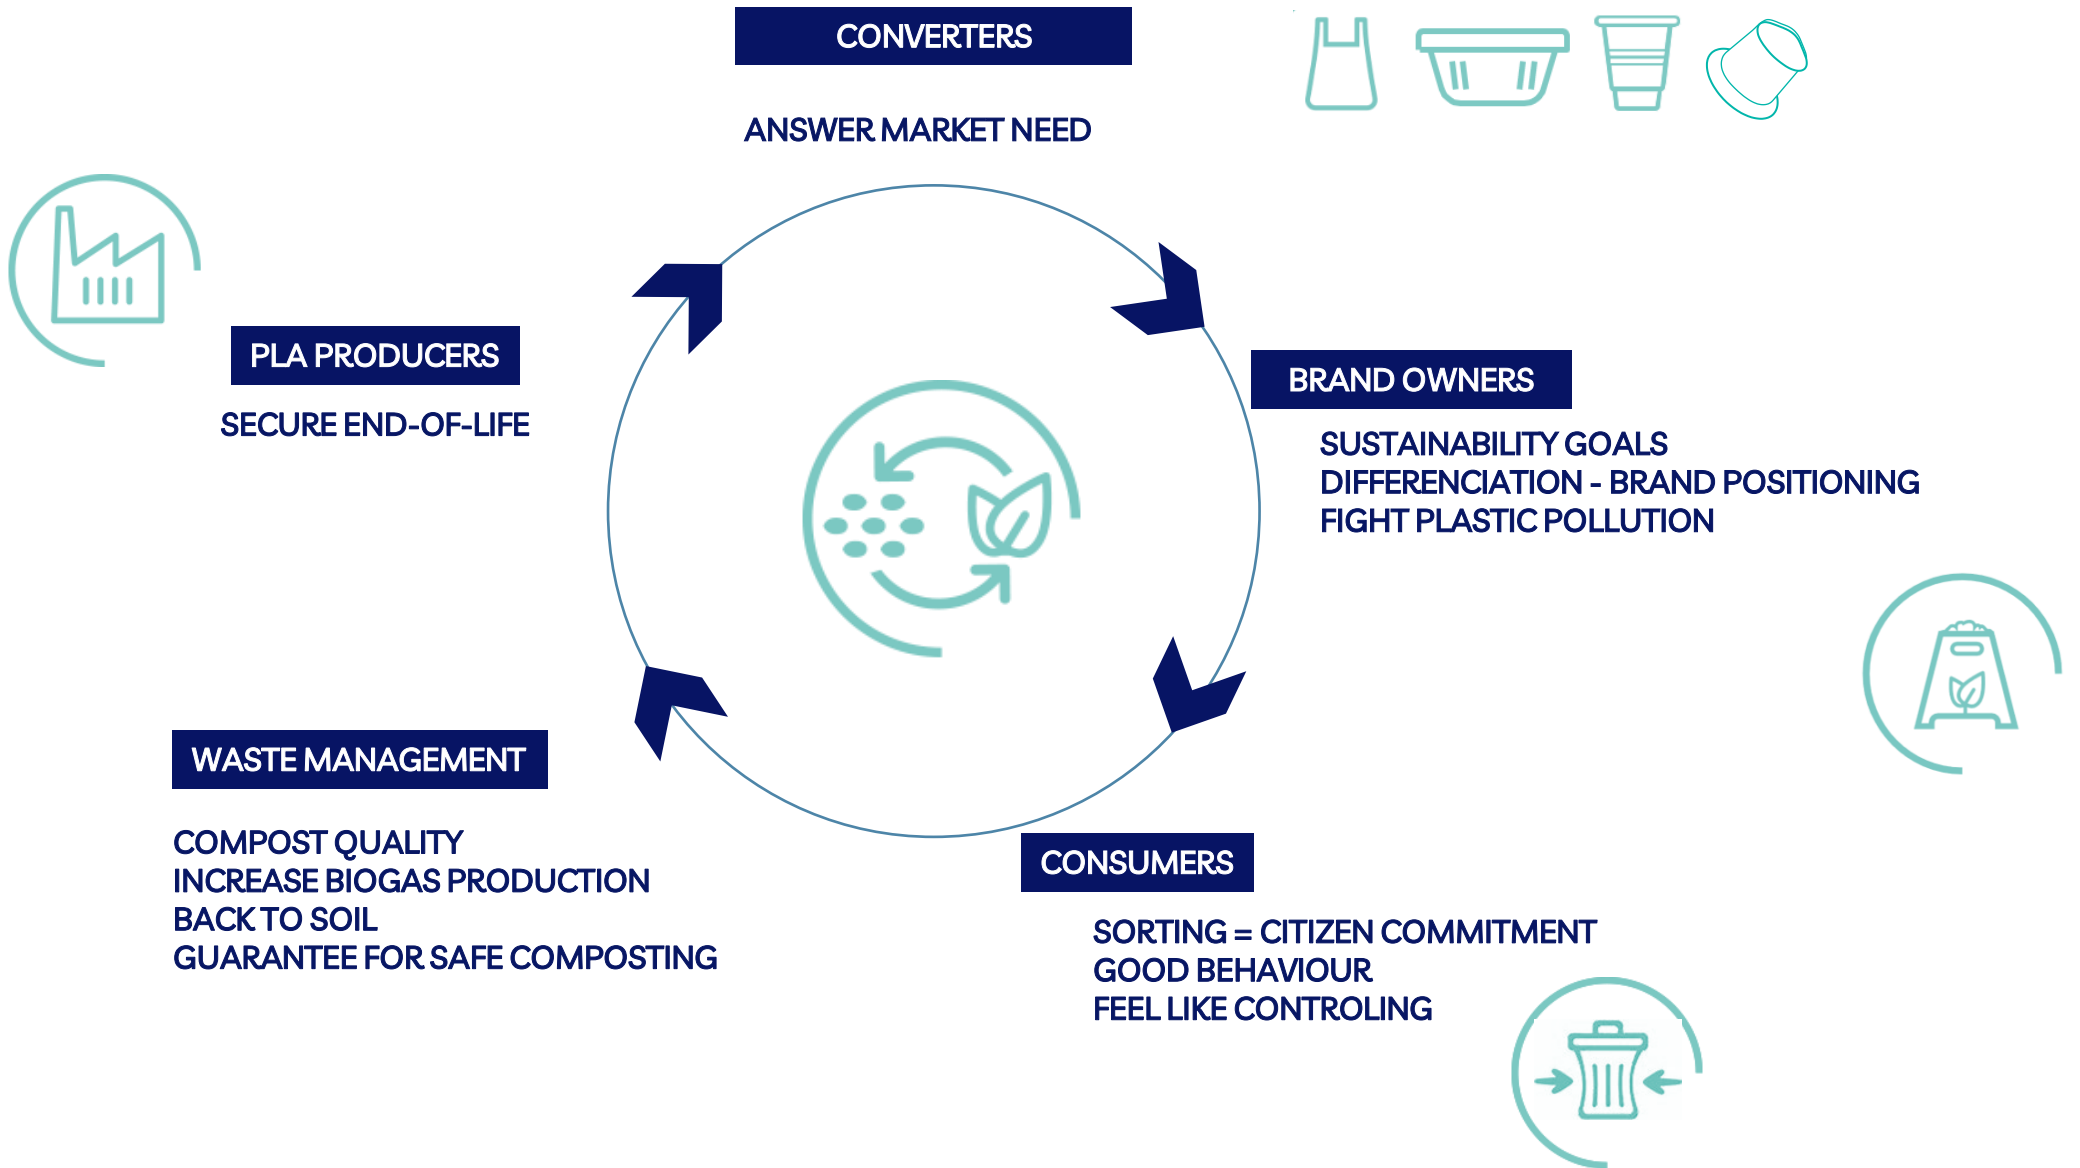 CONVERTERS
ANSWER MARKET NEED
PLA PRODUCERS
SECURE END-OF-LIFE
BRAND OWNERS
SUSTAINABILITY GOALS
DIFFERENCIATION - BRAND POSITIONING
FIGHT PLASTIC POLLUTION
WASTE MANAGEMENT
COMPOST QUALITY
INCREASE BIOGAS PRODUCTION
BACK TO SOIL
GUARANTEE FOR SAFE COMPOSTING
CONSUMERS
SORTING = CITIZEN COMMITMENT
GOOD BEHAVIOUR
FEEL LIKE CONTROLING